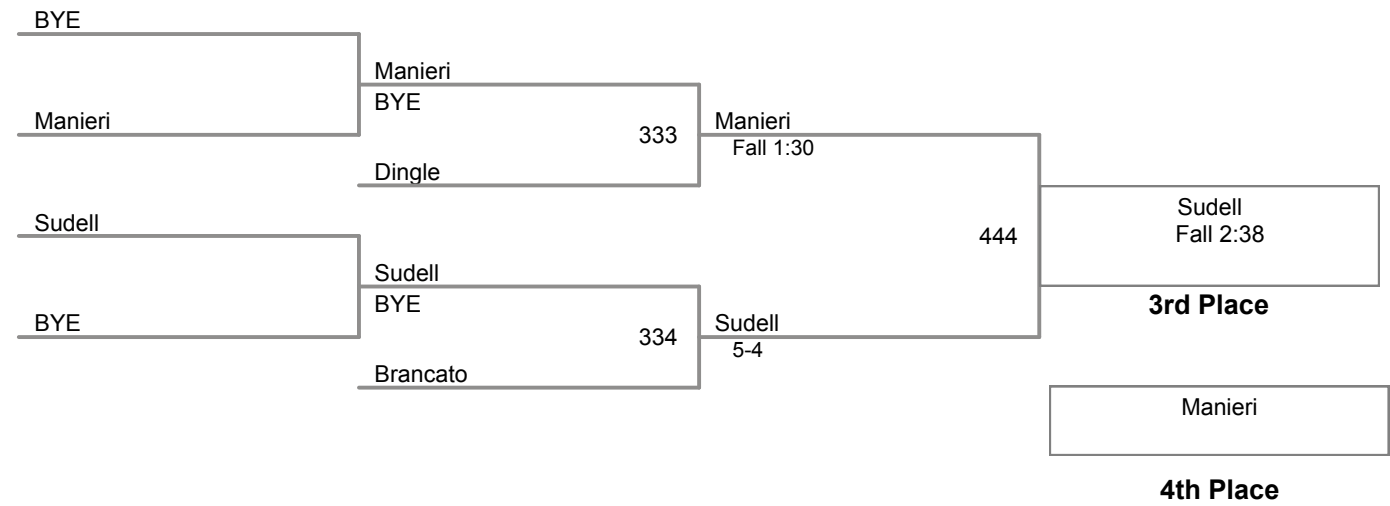 BYE
Manieri
BYE
Manieri
333
Manieri
Fall 1:30
Dingle
Sudell
444
Sudell
Fall 2:38
Sudell
BYE
3rd Place
BYE
334
Sudell
5-4
Brancato
Manieri
4th Place